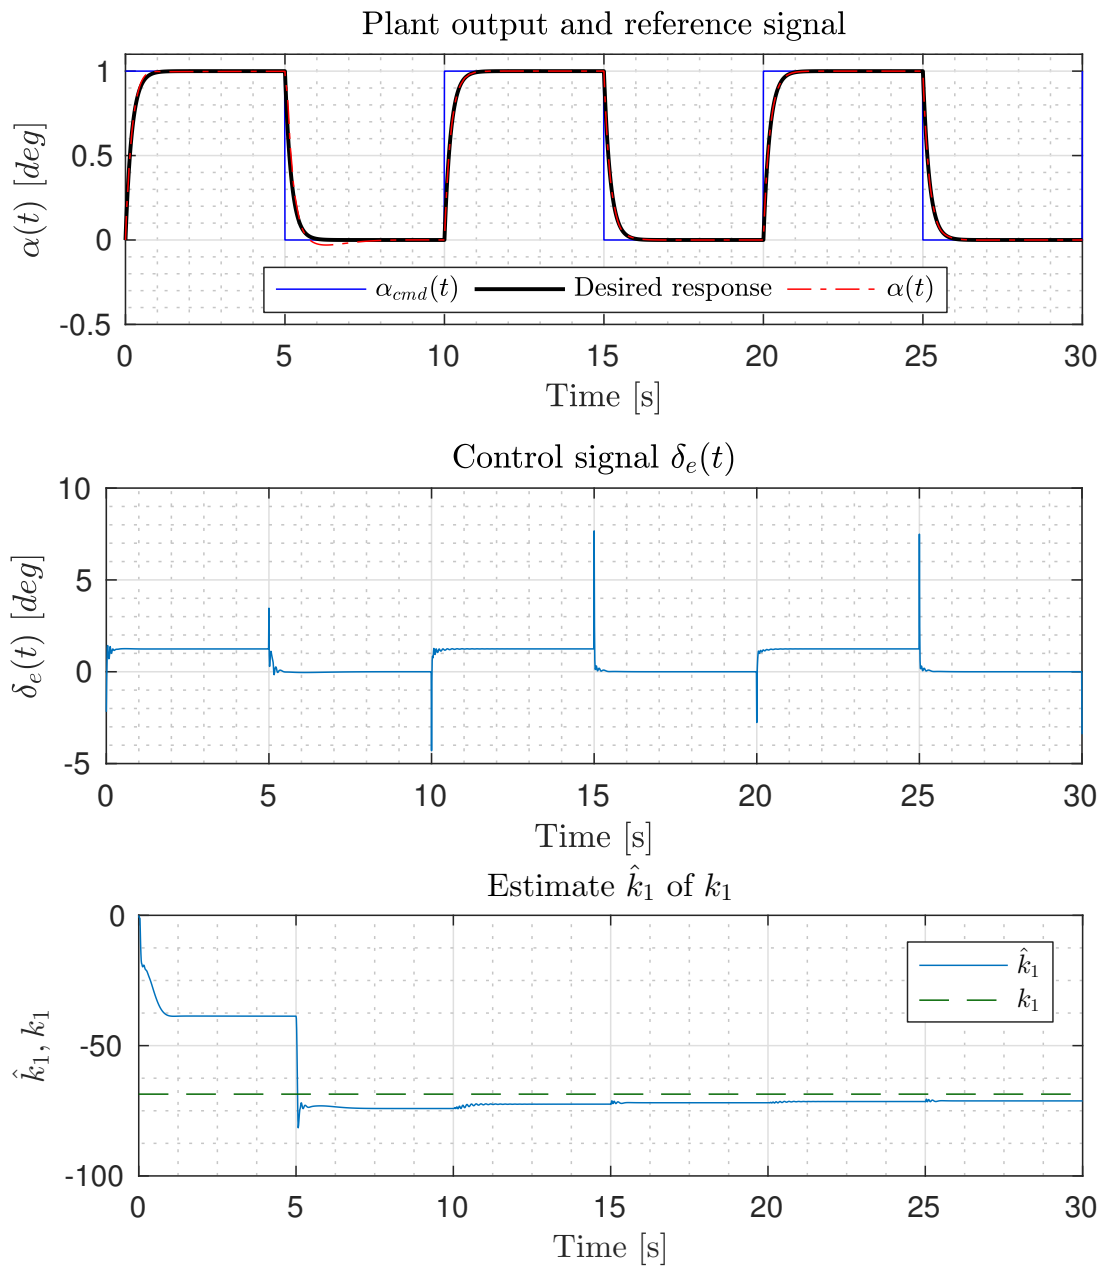 Plant output and reference signal
1
0.5
0
-0.5
α(t) [deg]
α_cmd(t) Desired response α(t)
0 5 10 15 20 25 30
Time [s]
Control signal δ_e(t)
10
5
0
-5
δ_e(t) [deg]
0 5 10 15 20 25 30
Time [s]
Estimate k̂_1 of k_1
0
-50
-100
k̂_1, k_1
k̂_1
k_1
0 5 10 15 20 25 30
Time [s]